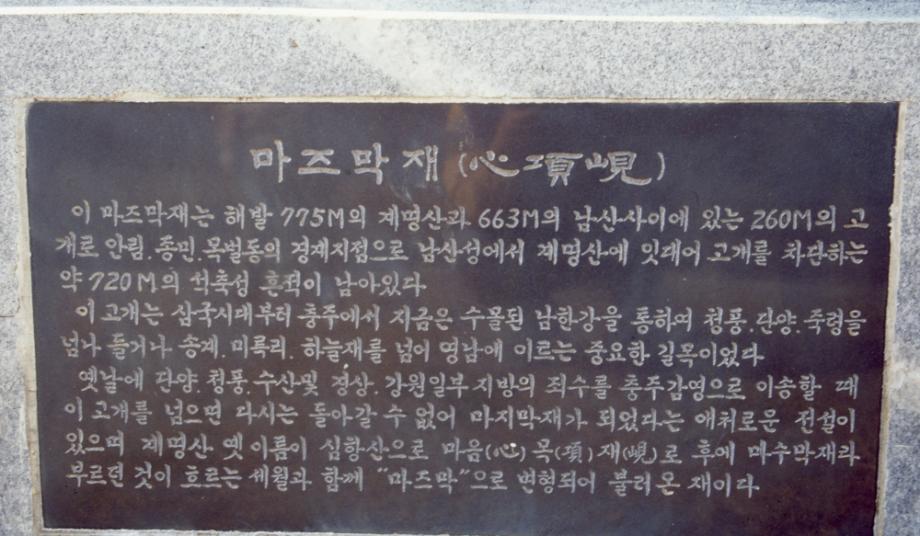 마즈막재 (心項峴)
이 마즈막재는 해발 775M의 계명산과 663M의 남산사이에 있는 260M의 고
개로 안림.종민.목벌동의 경계지점으로 남산성에서 계명산에 잇대어 고개를 차단하는
약 720M의 석축성 흔적이 남아있다
이 고개는 삼국시대부터 충주에서 지금은 수몰된 남한강을 통하여 청풍.단양.죽령을
넘나 들거나 송계.미륵리.하늘재를 넘어 영남에 이르는 중요한 길목이었다
옛날에 단양.청풍.수산및 경상.강원일부 지방의 죄수를 충주감영으로 이송할 때
이 고개를 넘으면 다시는 돌아갈 수 없어 마지막재가 되었다는 애처로운 전설이
있으며 계명산 옛 이름이 심항산으로 마음(心) 목(項) 재(峴)로 후에 매수막재라
부르던 것이 흐르는 세월과 함께 "마즈막"으로 변형되어 불러 온 재이다